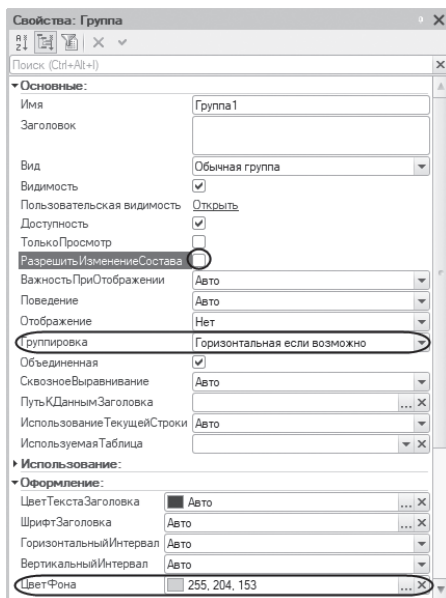 Свойства: Группа
Поиск (Ctrl+Alt+I)
Основные:
Имя Группа1
Заголовок
Вид Обычная группа
Видимость
Пользовательская видимость Открыть
Доступность
ТолькоПросмотр
РазрешитьИзменениеСостава
ВажностьПриОтображении Авто
Поведение Авто
Отображение Нет
Группировка Горизонтальная если возможно
Объединенная
СквозноеВыравнивание Авто
ПутьКДаннымЗаголовка ...
ИспользованиеТекущейСтроки Авто
ИспользуемаяТаблица
Использование:
Оформление:
ЦветТекстаЗаголовка Авто ...
ШрифтЗаголовка Авто ...
ГоризонтальныйИнтервал Авто
ВертикальныйИнтервал Авто
ЦветФона 255, 204, 153 ...